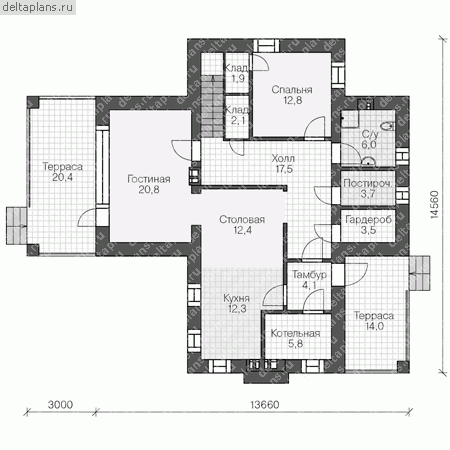 deltaplans.ru
Клад.
1,9
Спальня
12,8
Клад.
2,1
С/у
6,0
Терраса
20,4
Гостиная
20,8
Холл
17,5
Постироч.
3,7
Гардероб
3,5
Столовая
12,4
Тамбур
4,1
Кухня
12,3
Терраса
14,0
Котельная
5,8
14560
3000
13660